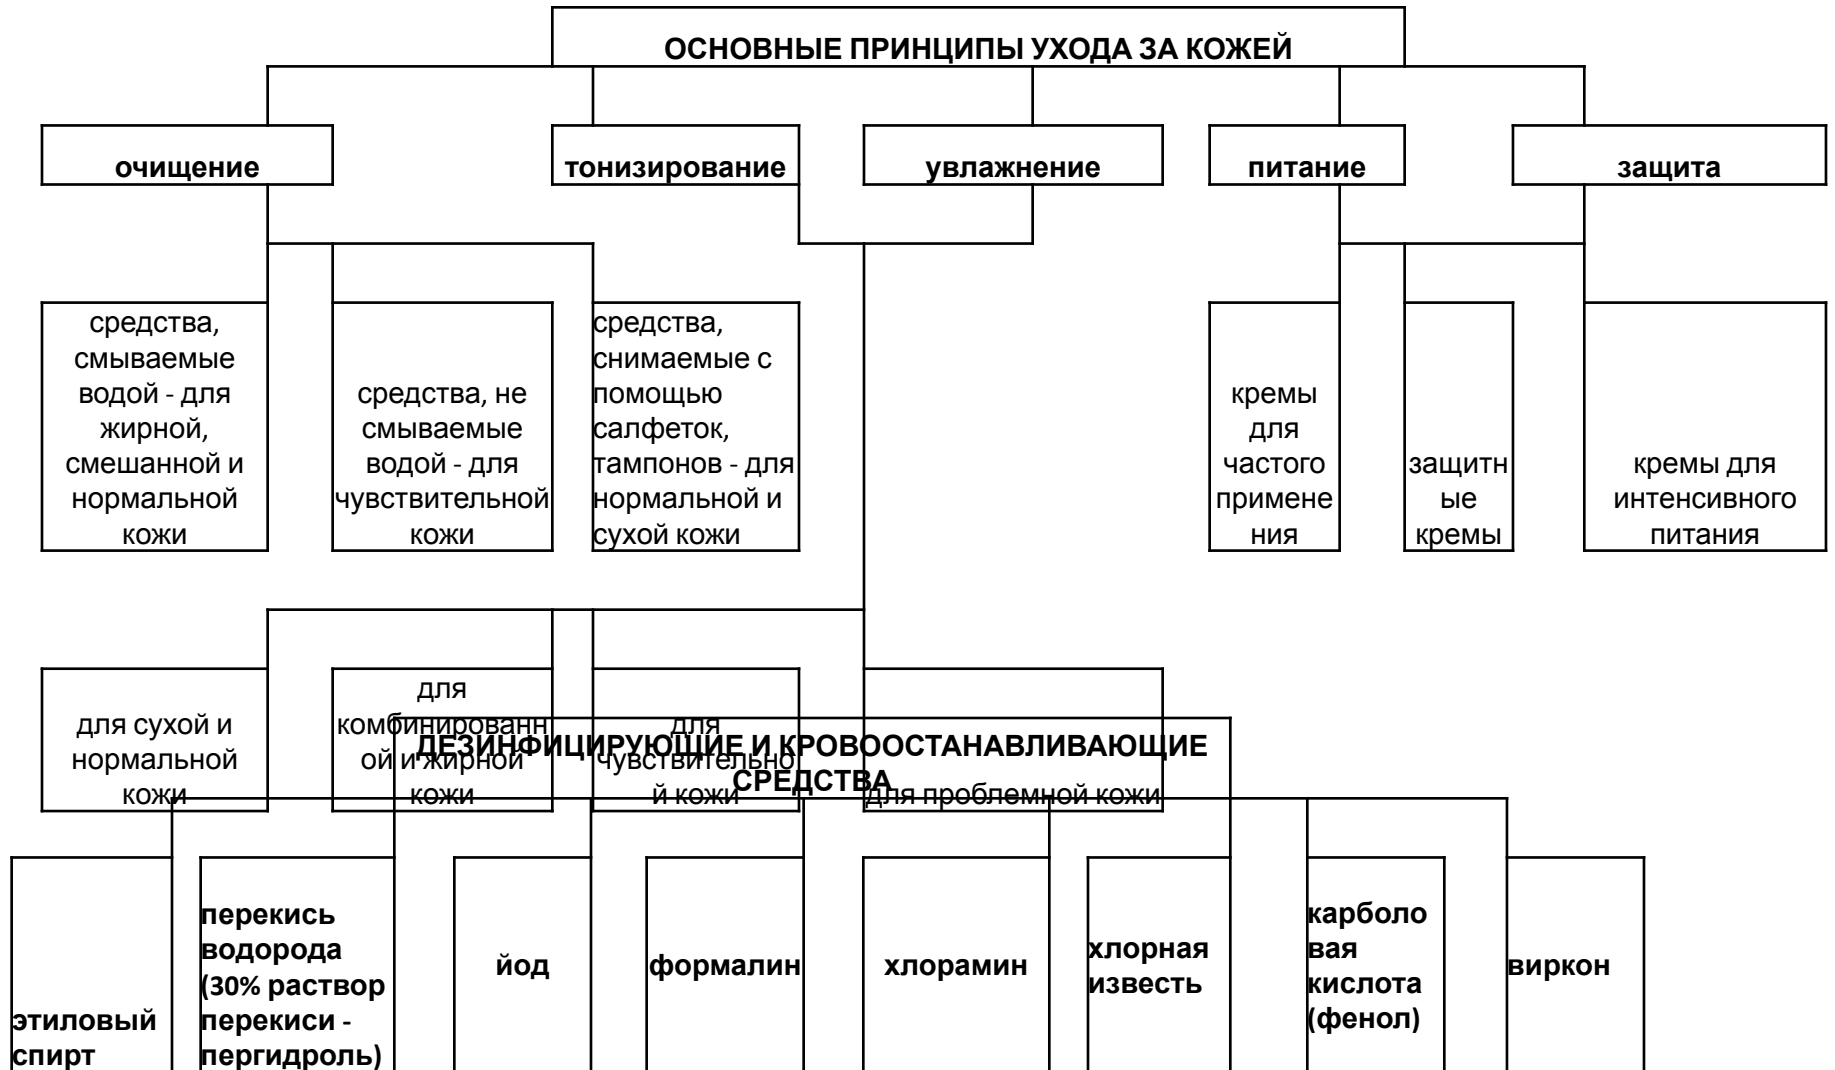 ОСНОВНЫЕ ПРИНЦИПЫ УХОДА ЗА КОЖЕЙ
очищение
тонизирование
увлажнение
питание
защита
средства,
смываемые
водой - для
жирной,
смешанной и
нормальной
кожи
средства, не
смываемые
водой - для
чувствительной
кожи
средства,
снимаемые с
помощью
салфеток,
тампонов - для
нормальной и
сухой кожи
кремы
для
частого
примене
ния
защитн
ые
кремы
кремы для
интенсивного
питания
для сухой и
нормальной
кожи
для
комбинированн
ой и жирной
кожи
для
чувствительно
й кожи
для проблемной кожи
ДЕЗИНФИЦИРУЮЩИЕ И КРОВООСТАНАВЛИВАЮЩИЕ
СРЕДСТВА
этиловый
спирт
перекись
водорода
(30% раствор
перекиси -
пергидроль)
йод
формалин
хлорамин
хлорная
известь
карболо
вая
кислота
(фенол)
виркон